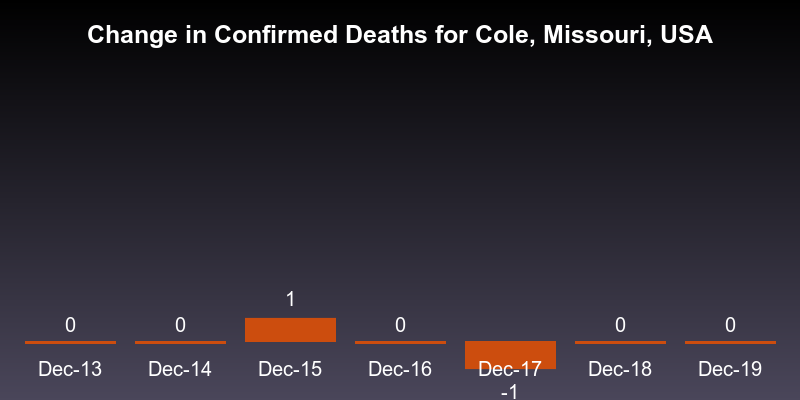 Change in Confirmed Deaths for Cole, Missouri, USA
1
0 0 0 0 0
Dec-13 Dec-14 Dec-15 Dec-16 Dec-17 Dec-18 Dec-19
-1